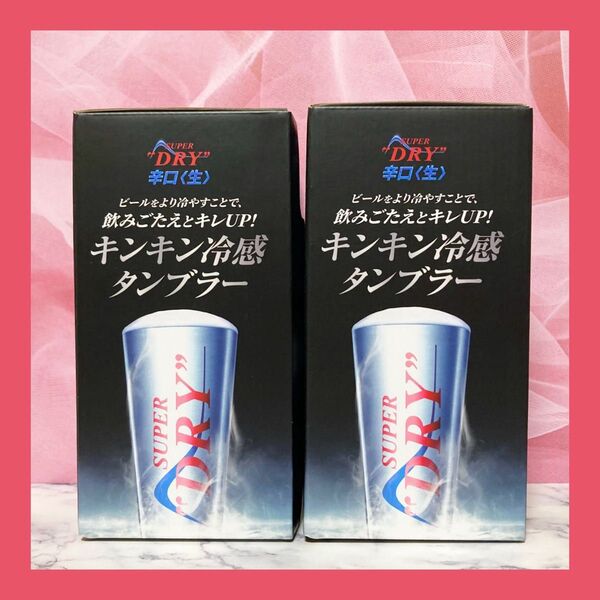 SUPER
"DRY"
辛口〈生〉
ビールをより冷やすことで、
飲みごたえとキレUP!
キンキン冷感
タンブラー
SUPER
"DRY"
SUPER
"DRY"
辛口〈生〉
ビールをより冷やすことで、
飲みごたえとキレUP!
キンキン冷感
タンブラー
SUPER
"DRY"